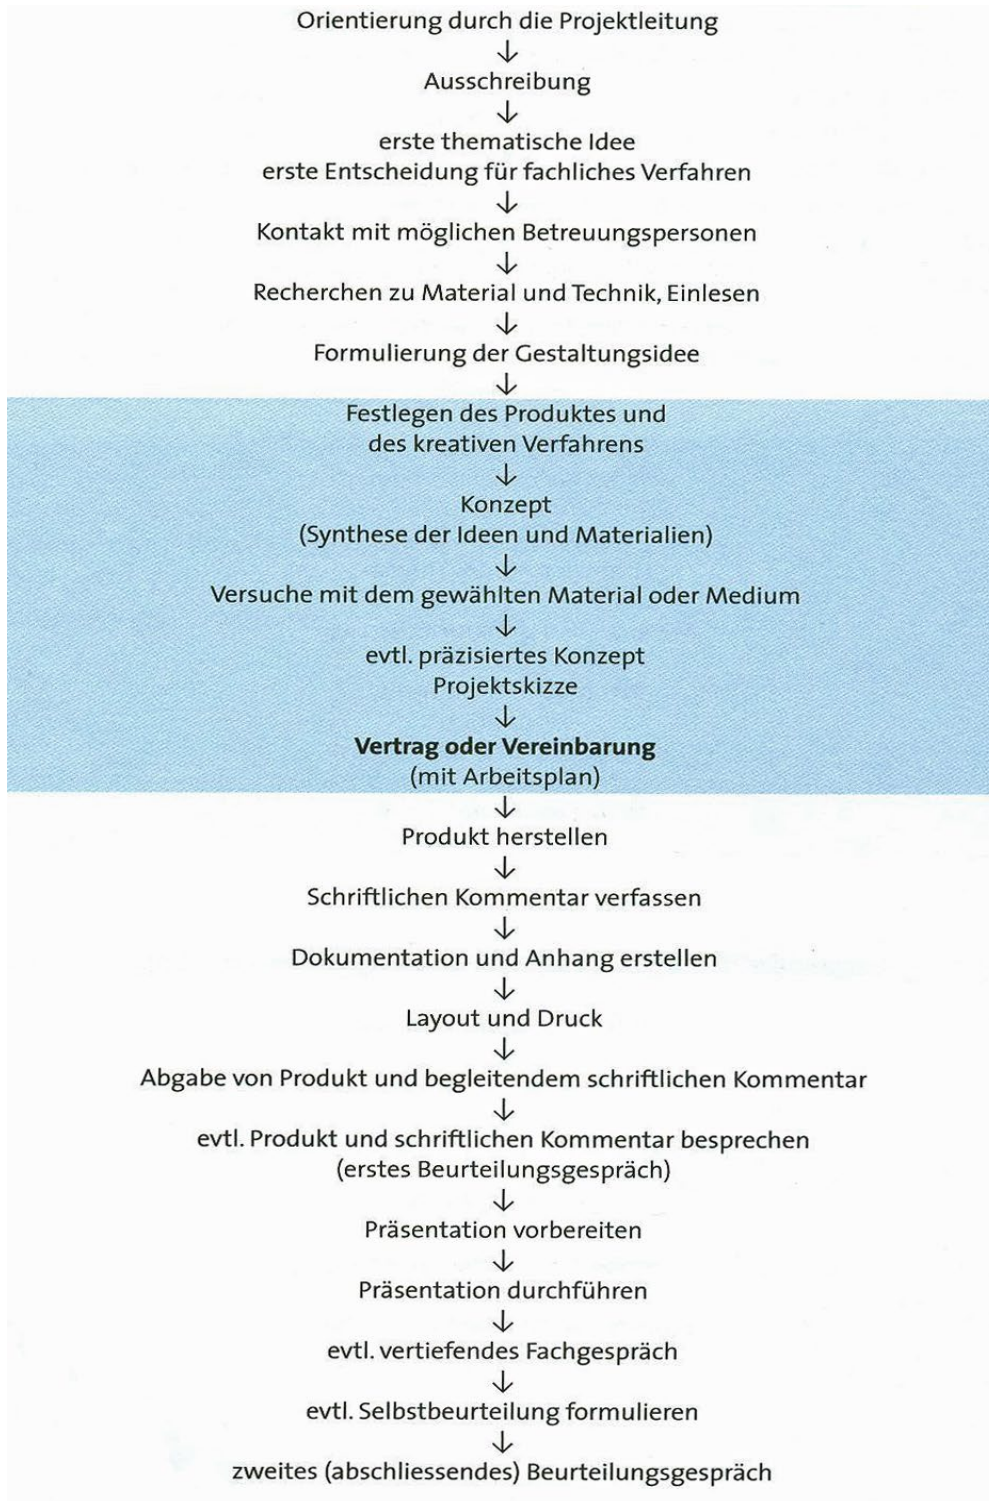 Orientierung durch die Projektleitung
↓
Ausschreibung
↓
erste thematische Idee
erste Entscheidung für fachliches Verfahren
↓
Kontakt mit möglichen Betreuungspersonen
↓
Recherchen zu Material und Technik, Einlesen
↓
Formulierung der Gestaltungsidee
↓
Festlegen des Produktes und
des kreativen Verfahrens
↓
Konzept
(Synthese der Ideen und Materialien)
↓
Versuche mit dem gewählten Material oder Medium
↓
evtl. präzisiertes Konzept
Projektskizze
↓
Vertrag oder Vereinbarung
(mit Arbeitsplan)
↓
Produkt herstellen
↓
Schriftlichen Kommentar verfassen
↓
Dokumentation und Anhang erstellen
↓
Layout und Druck
↓
Abgabe von Produkt und begleitendem schriftlichen Kommentar
↓
evtl. Produkt und schriftlichen Kommentar besprechen
(erstes Beurteilungsgespräch)
↓
Präsentation vorbereiten
↓
Präsentation durchführen
↓
evtl. vertiefendes Fachgespräch
↓
evtl. Selbstbeurteilung formulieren
↓
zweites (abschliessendes) Beurteilungsgespräch